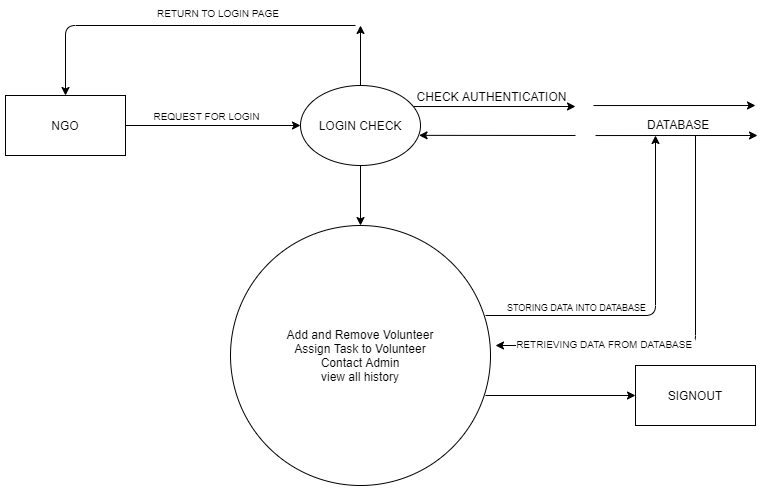 RETURN TO LOGIN PAGE
CHECK AUTHENTICATION
NGO
REQUEST FOR LOGIN
LOGIN CHECK
DATABASE
STORING DATA INTO DATABASE
Add and Remove Volunteer
Assign Task to Volunteer
Contact Admin
view all history
RETRIEVING DATA FROM DATABASE
SIGNOUT